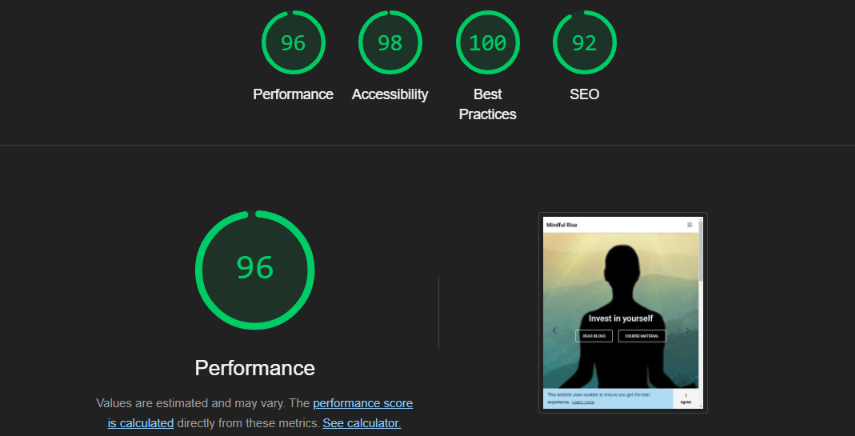 96
98
100
92
Performance
Accessibility
Best
Practices
SEO
96
Performance
Values are estimated and may vary. The performance score
is calculated directly from these metrics. See calculator.
Mindful Rise
Invest in yourself
READ BLOGS
COURSE MATERIAL
This website uses cookies to ensure you get the best
experience. Learn more
I
agree